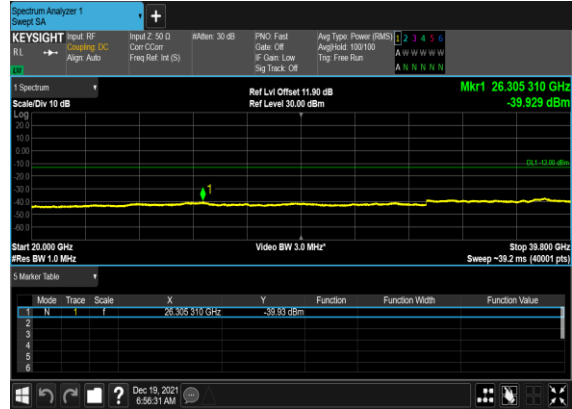 Spectrum Analyzer 1
Swept SA
KEYSIGHT Input: RF Input Z: 50 Ω #Atten: 30 dB PNO: Fast Avg Type: Power (RMS) 1 2 3 4 5 6
RL Coupling: DC Corr CCorr Gate: Off Avg|Hold: 100/100 A W W W W W
Align: Auto Freq Ref: Int (S) IF Gain: Low Trig: Free Run
Sig Track: Off A N N N N N
LW
1 Spectrum Ref Lvl Offset 11.90 dB Mkr1 26.305 310 GHz
Scale/Div 10 dB Ref Level 30.00 dBm -39.929 dBm
Log
20.0
10.0
0.00
-10.0
DL1 -13.00 dBm
-20.0
-30.0
1
-40.0
-50.0
-60.0
Start 20.000 GHz Video BW 3.0 MHz* Stop 39.800 GHz
#Res BW 1.0 MHz Sweep ~39.2 ms (40001 pts)
5 Marker Table
Mode Trace Scale X Y Function Function Width Function Value
1 N 1 f 26.305 310 GHz -39.93 dBm
2
3
4
5
6
? Dec 19, 2021
6:56:31 AM